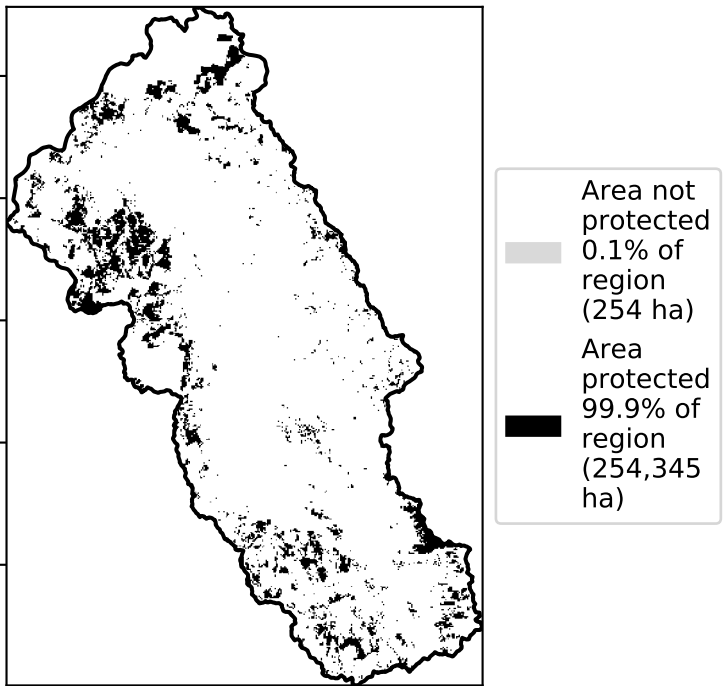 Area not
protected
0.1% of
region
(254 ha)
Area
protected
99.9% of
region
(254,345
ha)